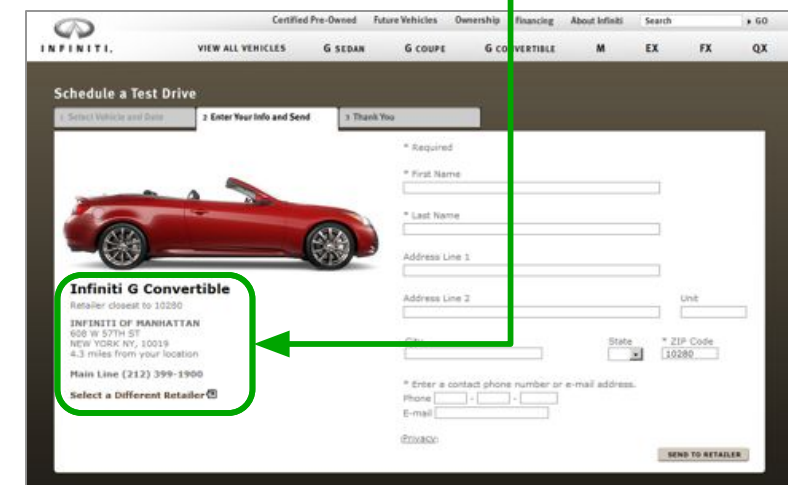 Certified Pre-Owned Future Vehicles Ownership Financing About Infiniti Search GO
INFINITI. VIEW ALL VEHICLES G SEDAN G COUPE G CONVERTIBLE M EX FX QX
Schedule a Test Drive
1 Select Vehicle and Date 2 Enter Your Info and Send 3 Thank You
* Required
* First Name
* Last Name
Address Line 1
Infiniti G Convertible
Retailer closest to 10280
INFINITI OF MANHATTAN
608 W 57TH ST
NEW YORK NY, 10019
4.3 miles from your location
Main Line (212) 399-1900
Select a Different Retailer
Address Line 2 Unit
City State * ZIP Code
10280
* Enter a contact phone number or e-mail address.
Phone - -
E-mail
Privacy
SEND TO RETAILER